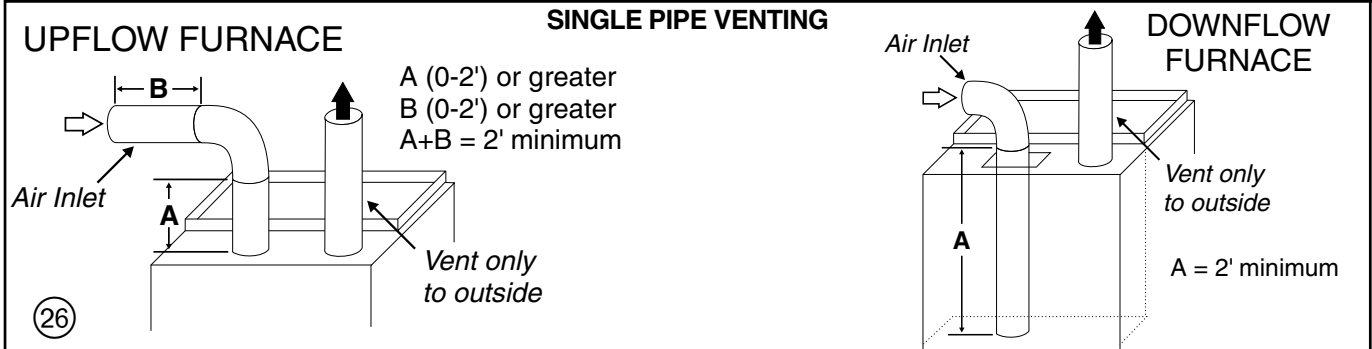 SINGLE PIPE VENTING
UPFLOW FURNACE
B
A (0-2') or greater
B (0-2') or greater
A+B = 2' minimum
Air Inlet
A
Vent only
to outside
26
DOWNFLOW
FURNACE
Air Inlet
Vent only
to outside
A
A = 2' minimum